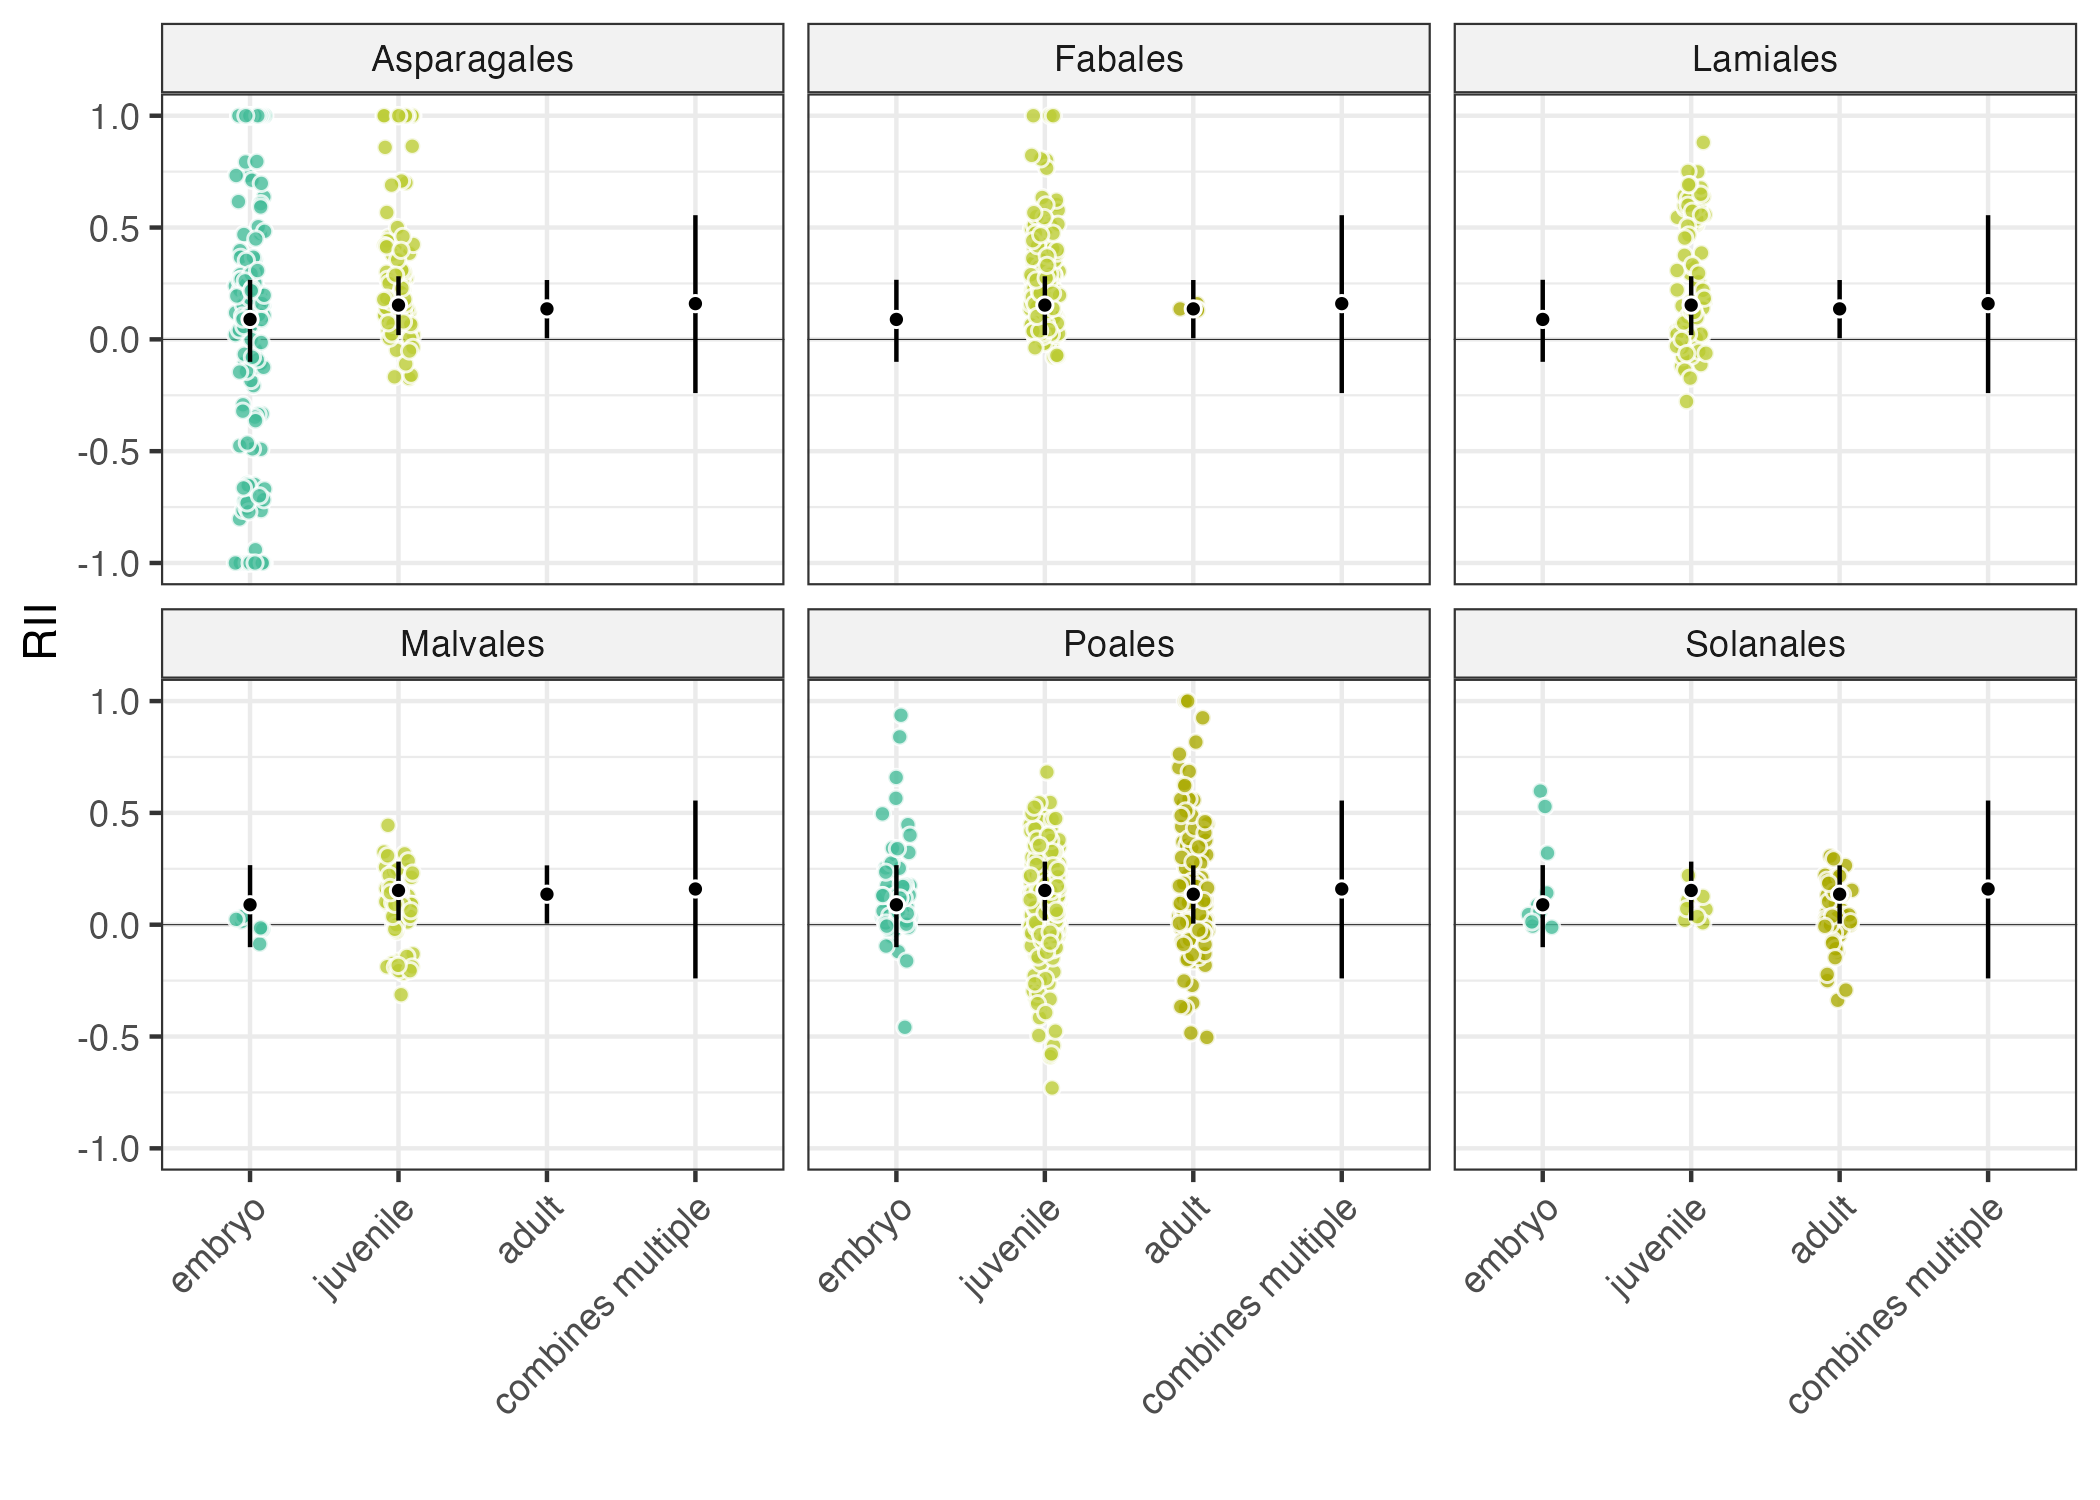 Asparagales
Fabales
Lamiales
1.0
0.5
0.0
-0.5
-1.0
RII
Malvales
Poales
Solanales
1.0
0.5
0.0
-0.5
-1.0
embryo
juvenile
adult
combines multiple
embryo
juvenile
adult
combines multiple
embryo
juvenile
adult
combines multiple